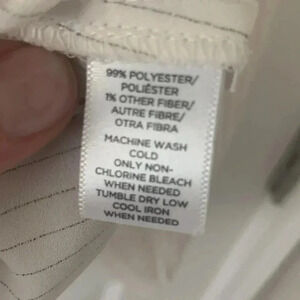 99% POLYESTER/
POLIÉSTER
1% OTHER FIBER/
AUTRE FIBRE/
OTRA FIBRA
MACHINE WASH
COLD
ONLY NON-
CHLORINE BLEACH
WHEN NEEDED
TUMBLE DRY LOW
COOL IRON
WHEN NEEDED